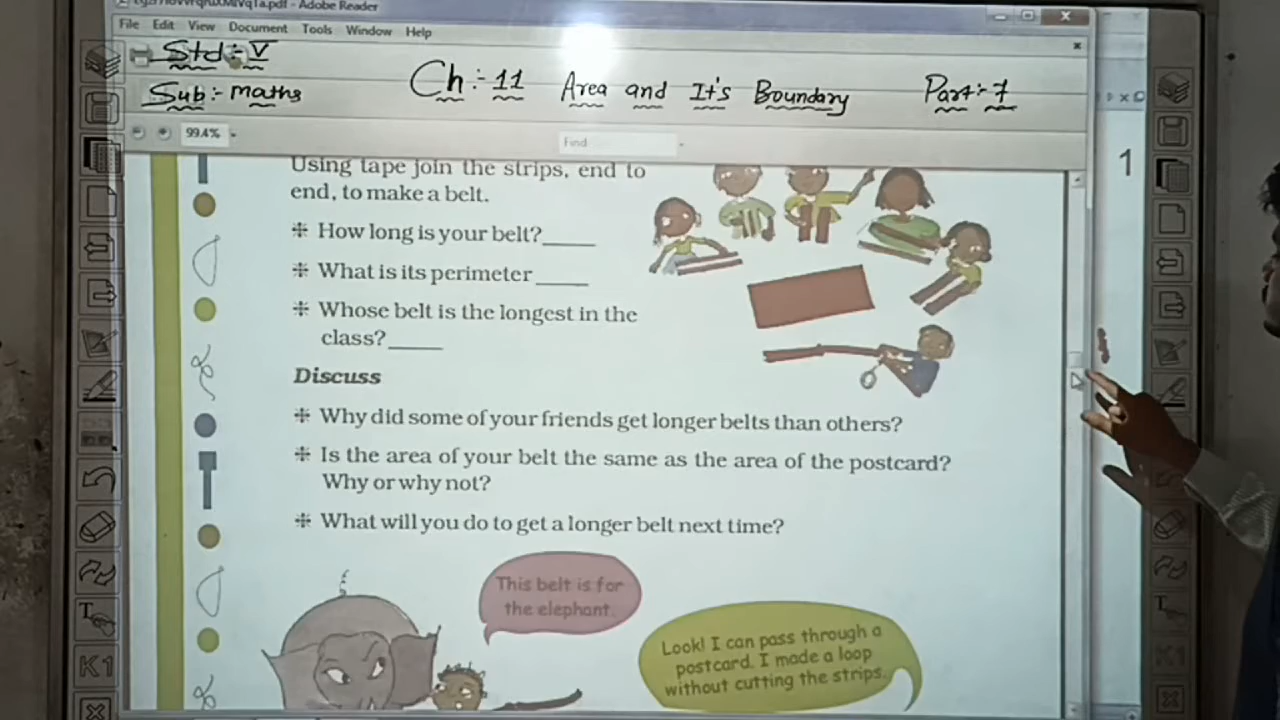 File Edit View Document Tools Window Help
Std :- V
Sub :- maths
Ch :- 11 Area and It's Boundary
Part :- 7
99.4%
Find
1
Using tape join the strips, end to
end, to make a belt.
How long is your belt?____
What is its perimeter ____
Whose belt is the longest in the
class?____
Discuss
Why did some of your friends get longer belts than others?
Is the area of your belt the same as the area of the postcard?
Why or why not?
What will you do to get a longer belt next time?
This belt is for
the elephant.
Look! I can pass through a
postcard. I made a loop
without cutting the strips.
K1
K1